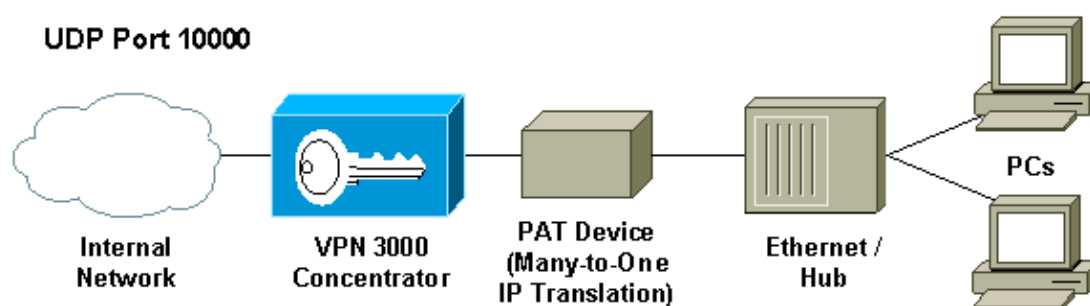 UDP Port 10000
Internal
Network
VPN 3000
Concentrator
PAT Device
(Many-to-One
IP Translation)
Ethernet /
Hub
PCs